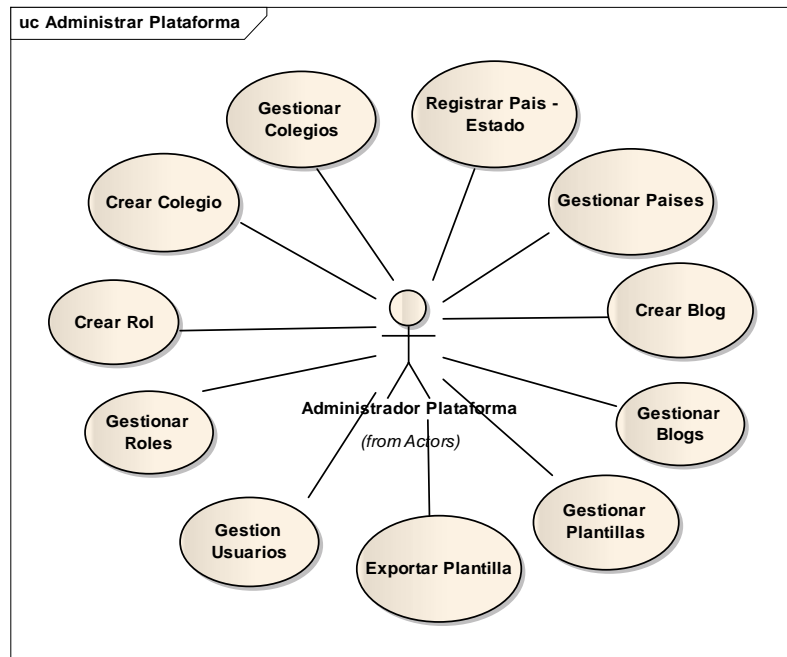 uc Administrar Plataforma
Gestionar
Colegios
Registrar Pais -
Estado
Crear Colegio
Gestionar Paises
Crear Rol
Crear Blog
Administrador Plataforma
(from Actors)
Gestionar
Roles
Gestionar
Blogs
Gestion
Usuarios
Exportar Plantilla
Gestionar
Plantillas